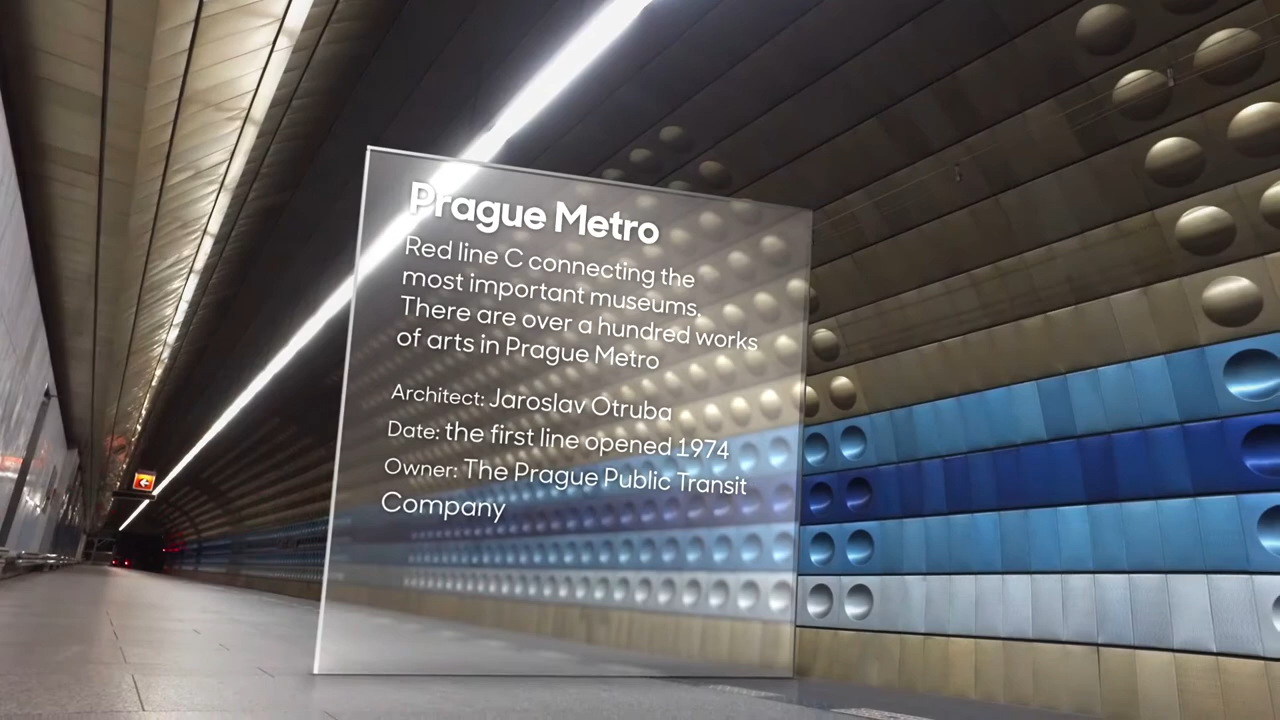 Prague Metro
Red line C connecting the
most important museums.
There are over a hundred works
of arts in Prague Metro
Architect: Jaroslav Otruba
Date: the first line opened 1974
Owner: The Prague Public Transit
Company